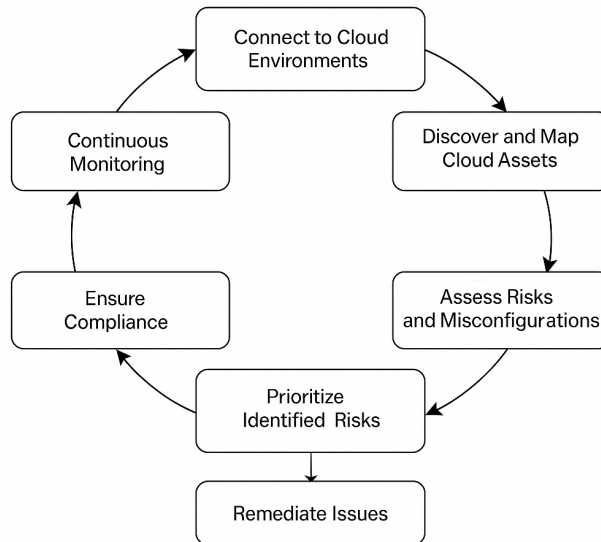 Connect to Cloud
Environments
Discover and Map
Cloud Assets
Assess Risks
and Misconfigurations
Prioritize
Identified Risks
Remediate Issues
Ensure
Compliance
Continuous
Monitoring